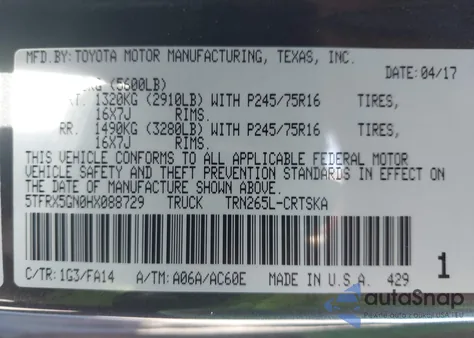 MFD.BY: TOYOTA MOTOR MANUFACTURING, TEXAS, INC.
DATE: 04/17
(5600LB)
1320KG (2910LB) WITH P245/75R16 TIRES,
16X7J RIMS.
RR. 1490KG (3280LB) WITH P245/75R16 TIRES,
16X7J RIMS.
THIS VEHICLE CONFORMS TO ALL APPLICABLE FEDERAL MOTOR
VEHICLE SAFETY AND THEFT PREVENTION STANDARDS IN EFFECT ON
THE DATE OF MANUFACTURE SHOWN ABOVE.
5TFRX5GN0HX088729 TRUCK TRN265L-CRTSKA
C/TR: 1G3/FA14 A/TM: A06A/AC60E MADE IN U.S.A. 429 1
autoSnap